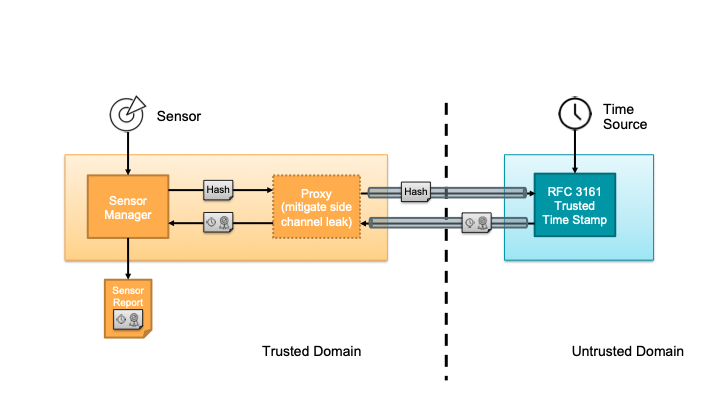 Sensor
Time
Source
Sensor
Manager
Hash
Proxy
(mitigate side
channel leak)
Hash
RFC 3161
Trusted
Time Stamp
Sensor
Report
Trusted Domain
Untrusted Domain